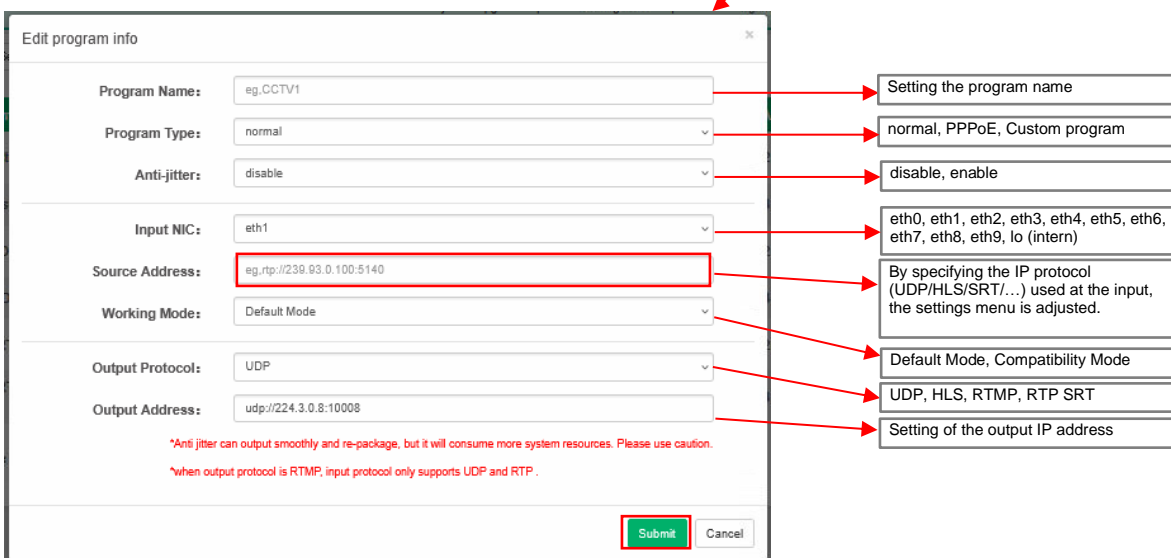 Edit program info
×
Program Name:
eg,CCTV1
Setting the program name
Program Type:
normal
normal, PPPoE, Custom program
Anti-jitter:
disable
disable, enable
Input NIC:
eth1
eth0, eth1, eth2, eth3, eth4, eth5, eth6,
eth7, eth8, eth9, lo (intern)
Source Address:
eg,rtp://239.93.0.100:5140
By specifying the IP protocol
(UDP/HLS/SRT/…) used at the input,
the settings menu is adjusted.
Working Mode:
Default Mode
Default Mode, Compatibility Mode
Output Protocol:
UDP
UDP, HLS, RTMP, RTP SRT
Output Address:
udp://224.3.0.8:10008
Setting of the output IP address
*Anti jitter can output smoothly and re-package, but it will consume more system resources. Please use caution.
*when output protocol is RTMP, input protocol only supports UDP and RTP .
Submit
Cancel